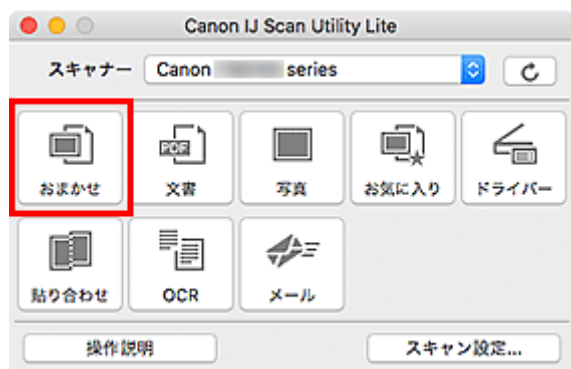 Canon IJ Scan Utility Lite
スキャナー Canon series
PDF
おまかせ 文書 写真 お気に入り ドライバー
貼り合わせ OCR メール
操作説明 スキャン設定...